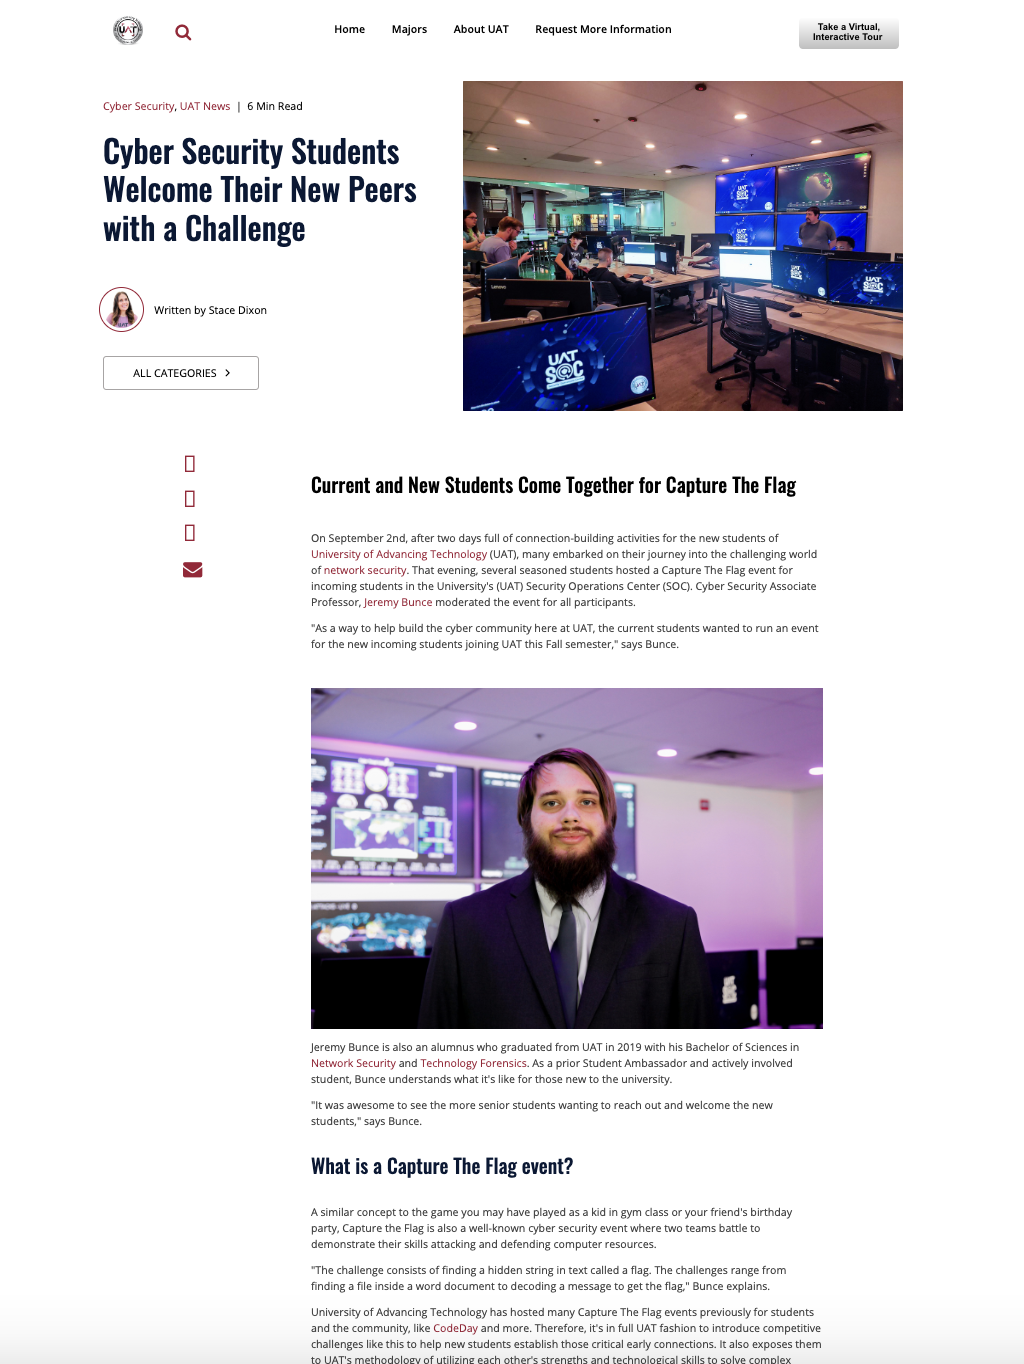 UAT
Home
Majors
About UAT
Request More Information
Take a Virtual,
Interactive Tour
Cyber Security, UAT News | 6 Min Read
Cyber Security Students
Welcome Their New Peers
with a Challenge
Written by Stace Dixon
ALL CATEGORIES
UAT
S@C
UAT
S@C
UAT
S@C
UAT
S@C
UAT
S@C
Lenovo
Current and New Students Come Together for Capture The Flag
On September 2nd, after two days full of connection-building activities for the new students of
University of Advancing Technology (UAT), many embarked on their journey into the challenging world
of network security. That evening, several seasoned students hosted a Capture The Flag event for
incoming students in the University's (UAT) Security Operations Center (SOC). Cyber Security Associate
Professor, Jeremy Bunce moderated the event for all participants.
"As a way to help build the cyber community here at UAT, the current students wanted to run an event
for the new incoming students joining UAT this Fall semester," says Bunce.
Jeremy Bunce is also an alumnus who graduated from UAT in 2019 with his Bachelor of Sciences in
Network Security and Technology Forensics. As a prior Student Ambassador and actively involved
student, Bunce understands what it's like for those new to the university.
"It was awesome to see the more senior students wanting to reach out and welcome the new
students," says Bunce.
What is a Capture The Flag event?
A similar concept to the game you may have played as a kid in gym class or your friend's birthday
party, Capture the Flag is also a well-known cyber security event where two teams battle to
demonstrate their skills attacking and defending computer resources.
"The challenge consists of finding a hidden string in text called a flag. The challenges range from
finding a file inside a word document to decoding a message to get the flag," Bunce explains.
University of Advancing Technology has hosted many Capture The Flag events previously for students
and the community, like CodeDay and more. Therefore, it's in full UAT fashion to introduce competitive
challenges like this to help new students establish those critical early connections. It also exposes them
to UAT's methodology of utilizing each other's strengths and technological skills to solve complex